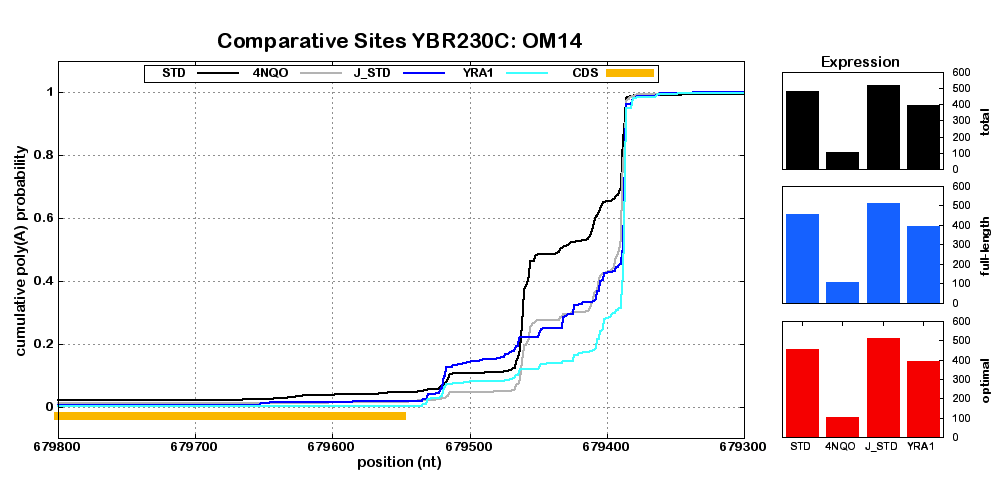 Comparative Sites YBR230C: OM14
STD 4NQO J_STD YRA1 CDS
cumulative poly(A) probability
1
0.8
0.6
0.4
0.2
0
679800 679700 679600 679500 679400 679300
position (nt)
Expression
600
500
400
300
200
100
0
total
600
500
400
300
200
100
0
full-length
600
500
400
300
200
100
0
optimal
STD 4NQO J_STD YRA1